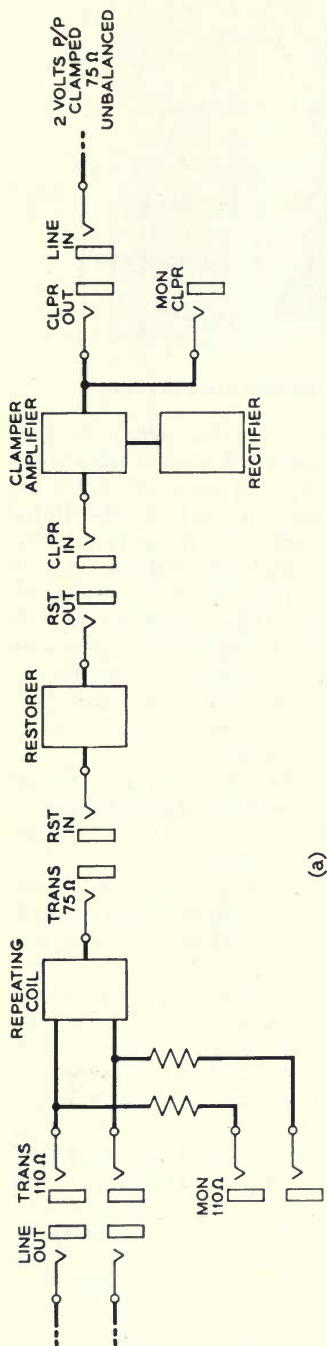 LINE
OUT
TRANS
110 Ω
MON
110 Ω
REPEATING
COIL
TRANS
75 Ω
RST
IN
RESTORER
RST
OUT
CLPR
IN
CLAMPER
AMPLIFIER
RECTIFIER
CLPR
OUT
MON
CLPR
LINE
IN
2 VOLTS P/P
CLAMPED
75 Ω
UNBALANCED
(a)